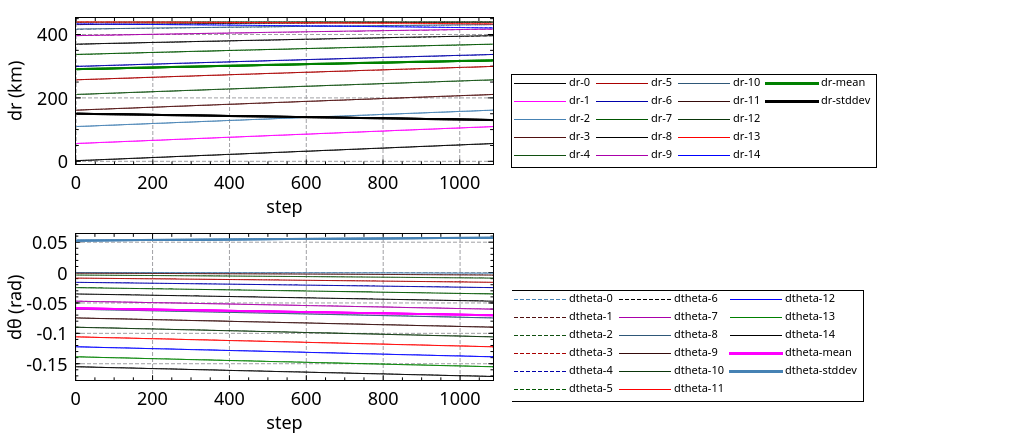 400
200
0
dr (km)
0 200 400 600 800 1000
step
dr-0 dr-5 dr-10 dr-mean
dr-1 dr-6 dr-11 dr-stddev
dr-2 dr-7 dr-12
dr-3 dr-8 dr-13
dr-4 dr-9 dr-14
0.05
0
-0.05
-0.1
-0.15
dθ (rad)
0 200 400 600 800 1000
step
dtheta-0 dtheta-6 dtheta-12
dtheta-1 dtheta-7 dtheta-13
dtheta-2 dtheta-8 dtheta-14
dtheta-3 dtheta-9 dtheta-mean
dtheta-4 dtheta-10 dtheta-stddev
dtheta-5 dtheta-11